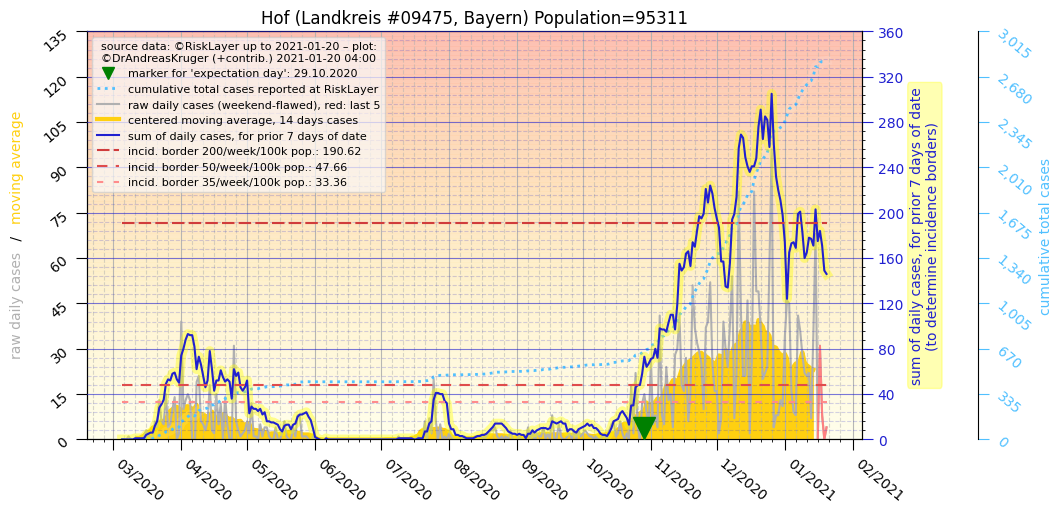 Hof (Landkreis #09475, Bayern) Population=95311
source data: ©RiskLayer up to 2021-01-20 – plot:
©DrAndreasKruger (+contrib.) 2021-01-20 04:00
marker for 'expectation day': 29.10.2020
cumulative total cases reported at RiskLayer
raw daily cases (weekend-flawed), red: last 5
centered moving average, 14 days cases
sum of daily cases, for prior 7 days of date
incid. border 200/week/100k pop.: 190.62
incid. border 50/week/100k pop.: 47.66
incid. border 35/week/100k pop.: 33.36
raw daily cases / moving average
135
120
105
90
75
60
45
30
15
0
03/2020
04/2020
05/2020
06/2020
07/2020
08/2020
09/2020
10/2020
11/2020
12/2020
01/2021
02/2021
360
320
280
240
200
160
120
80
40
0
sum of daily cases, for prior 7 days of date
(to determine incidence borders)
3,015
2,680
2,345
2,010
1,675
1,340
1,005
670
335
0
cumulative total cases